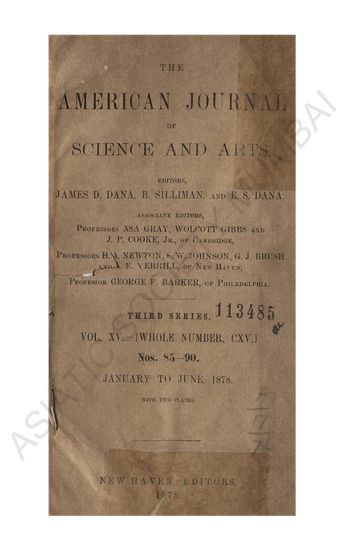 THE
AMERICAN JOURNAL
OF
SCIENCE AND ARTS.
EDITORS,
JAMES D. DANA, B. SILLIMAN, AND E. S. DANA.
ASSOCIATE EDITORS,
PROFESSORS ASA GRAY, WOLCOTT GIBBS AND
J. P. COOKE, JR., OF CAMBRIDGE,
PROFESSORS H. A. NEWTON, S. W. JOHNSON, G. J. BRUSH
AND A. E. VERRILL, OF NEW HAVEN,
PROFESSOR GEORGE F. BARKER, OF PHILADELPHIA.
THIRD SERIES, 113485
VOL. XV.—[WHOLE NUMBER, CXV.]
Nos. 85—90.
JANUARY TO JUNE, 1878.
WITH TWO PLATES.
NEW HAVEN: EDITORS.
1878.
ASIATIC SOCIETY MUMBAI